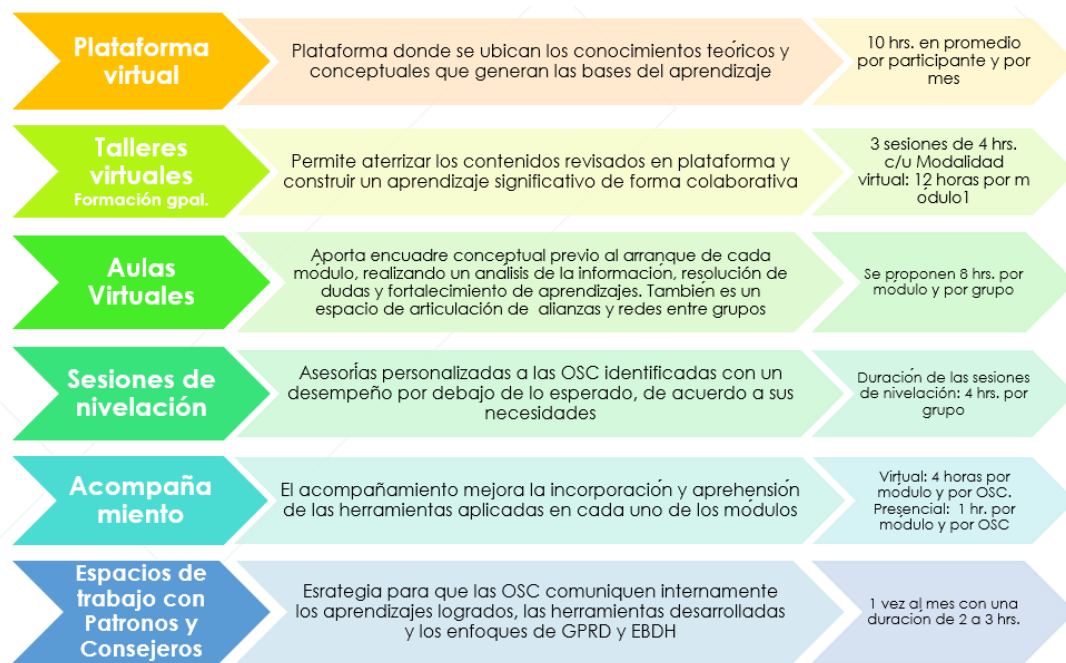 Plataforma
virtual
Plataforma donde se ubican los conocimientos teóricos y
conceptuales que generan las bases del aprendizaje
10 hrs. en promedio
por participante y por
mes
Talleres
virtuales
Formación gpal.
Permite aterrizar los contenidos revisados en plataforma y
construir un aprendizaje significativo de forma colaborativa
3 sesiones de 4 hrs.
c/u Modalidad
virtual: 12 horas por m
ódulo1
Aulas
Virtuales
Aporta encuadre conceptual previo al arranque de cada
módulo, realizando un análisis de la información, resolución de
dudas y fortalecimiento de aprendizajes. También es un
espacio de articulación de alianzas y redes entre grupos
Se proponen 8 hrs. por
módulo y por grupo
Sesiones de
nivelación
Asesorías personalizadas a las OSC identificadas con un
desempeño por debajo de lo esperado, de acuerdo a sus
necesidades
Duración de las sesiones
de nivelación: 4 hrs. por
grupo
Acompaña
miento
El acompañamiento mejora la incorporación y aprehensión
de las herramientas aplicadas en cada uno de los módulos
Virtual: 4 horas por
módulo y por OSC.
Presencial: 1 hr. por
módulo y por OSC
Espacios de
trabajo con
Patronos y
Consejeros
Esrategia para que las OSC comuniquen internamente
los aprendizajes logrados, las herramientas desarrolladas
y los enfoques de GPRD y EBDH
1 vez al mes con una
duración de 2 a 3 hrs.